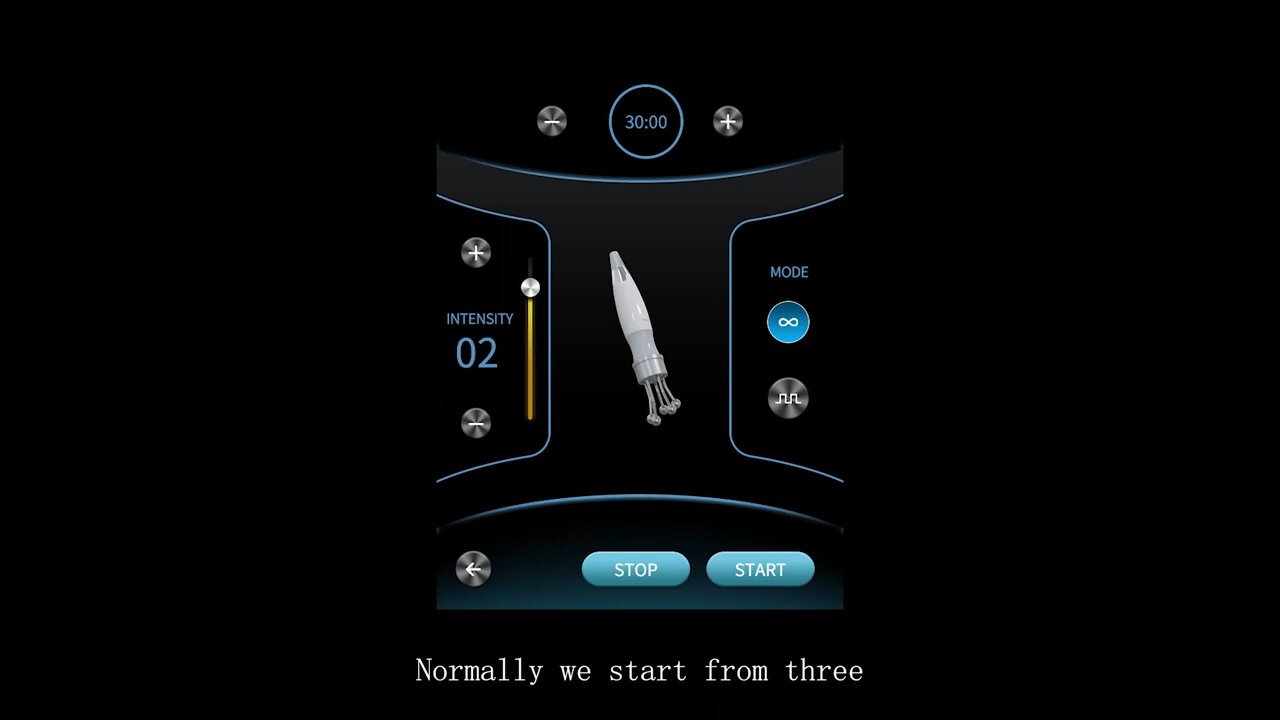 30:00
INTENSITY
02
MODE
STOP
START
Normally we start from three